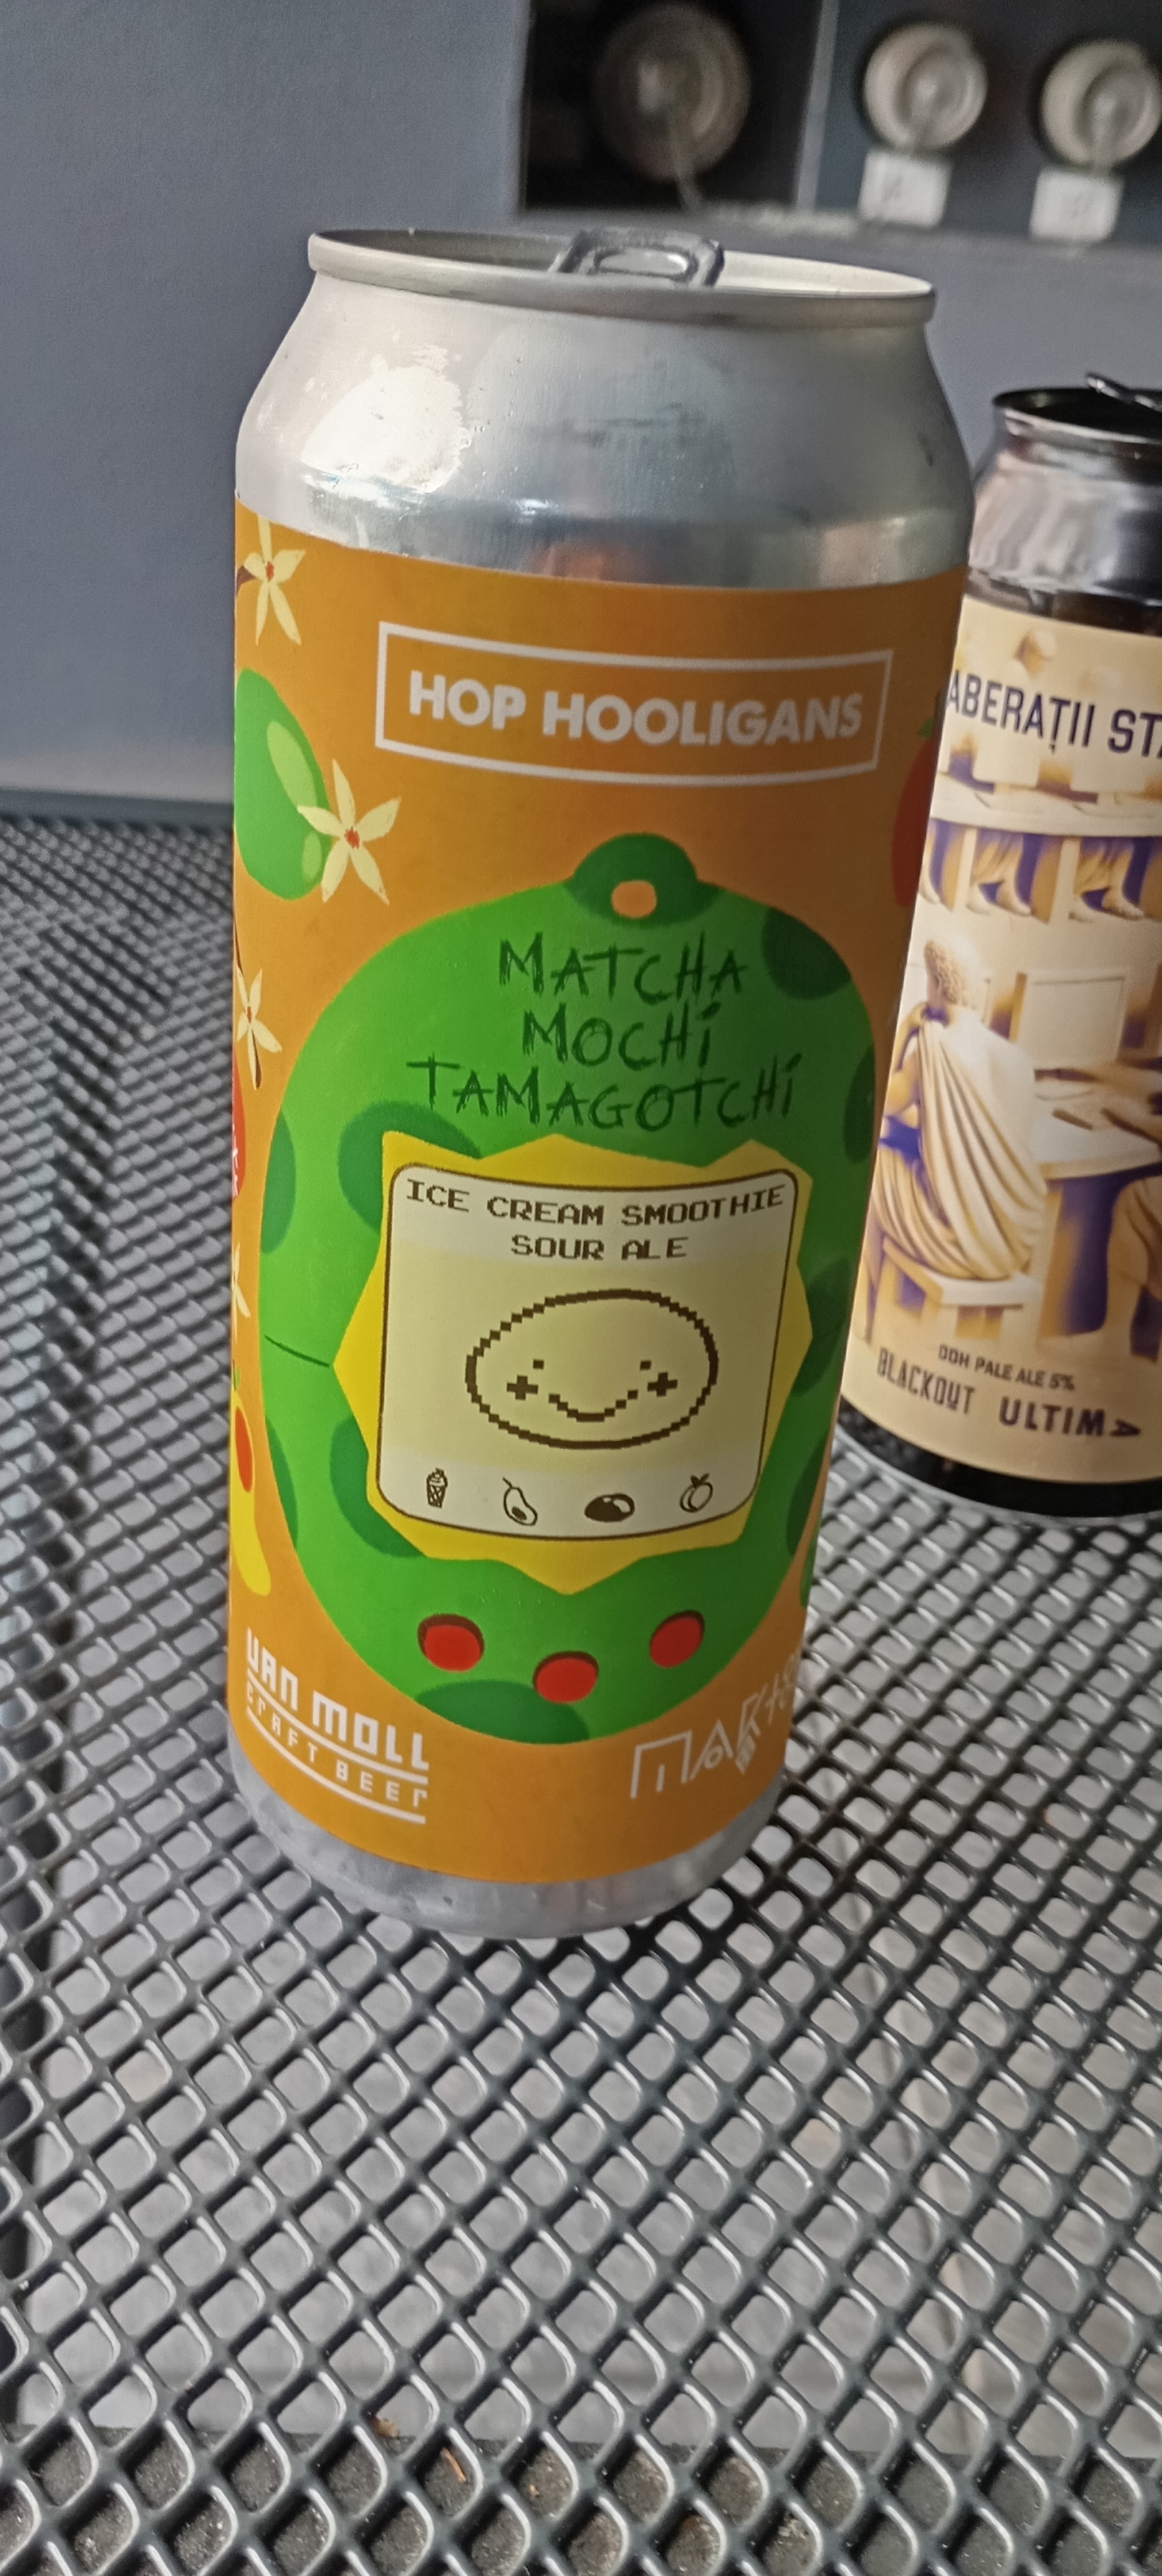 HOP HOOLIGANS
MATCHA
MOCHi
TAMAGOTCHi
ICE CREAM SMOOTHIE
SOUR ALE
VAN MOLL
CRAFT BEER
ABERAȚII
DDH PALE ALE 5%
BLACKOUT ULTIMA